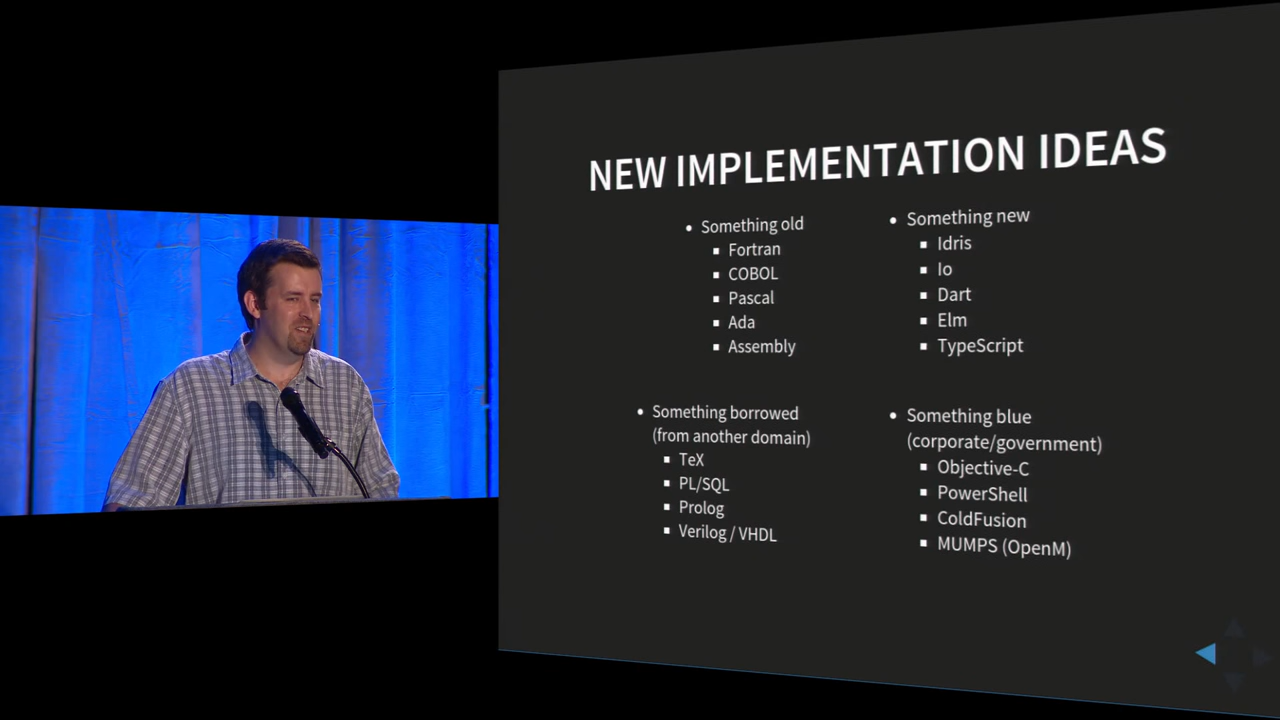 NEW IMPLEMENTATION IDEAS
Something old
Fortran
COBOL
Pascal
Ada
Assembly
Something new
Idris
Io
Dart
Elm
TypeScript
Something borrowed
(from another domain)
TeX
PL/SQL
Prolog
Verilog / VHDL
Something blue
(corporate/government)
Objective-C
PowerShell
ColdFusion
MUMPS (OpenM)